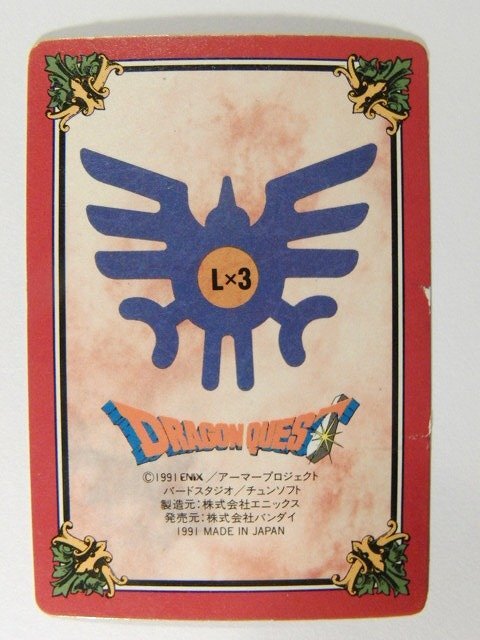 L×3
DRAGON QUEST
©1991 ENIX／アーマープロジェクト
バードスタジオ／チュンソフト
製造元：株式会社エニックス
発売元：株式会社バンダイ
1991 MADE IN JAPAN